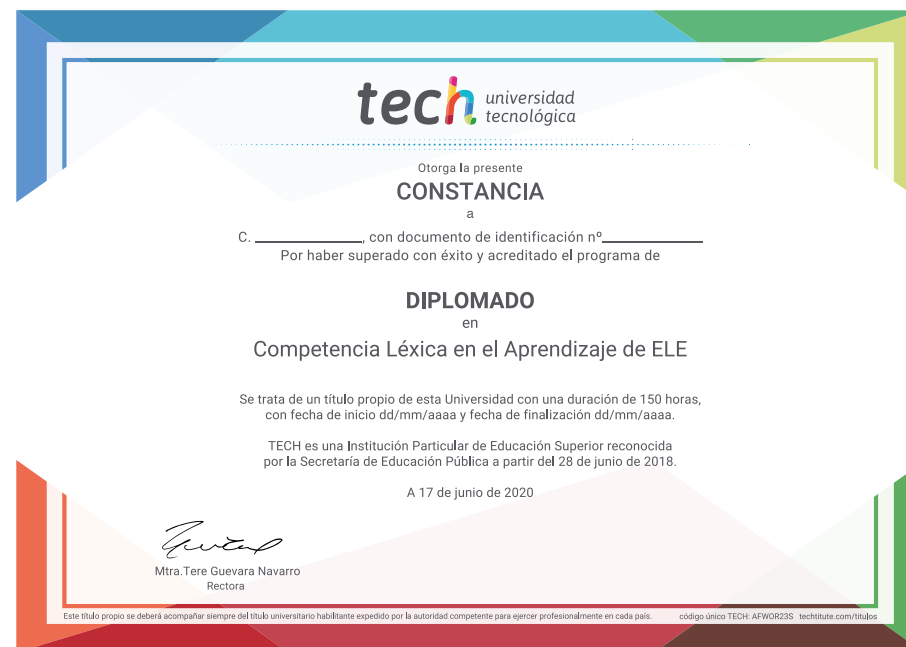 tech universidad
tecnológica
Otorga la presente
CONSTANCIA
a
C. ____________, con documento de identificación nº____________
Por haber superado con éxito y acreditado el programa de
DIPLOMADO
en
Competencia Léxica en el Aprendizaje de ELE
Se trata de un título propio de esta Universidad con una duración de 150 horas,
con fecha de inicio dd/mm/aaaa y fecha de finalización dd/mm/aaaa.
TECH es una Institución Particular de Educación Superior reconocida
por la Secretaría de Educación Pública a partir del 28 de junio de 2018.
A 17 de junio de 2020
Mtra.Tere Guevara Navarro
Rectora
Este título propio se deberá acompañar siempre del título universitario habilitante expedido por la autoridad competente para ejercer profesionalmente en cada país. código único TECH: AFWOR23S techtitute.com/titulos